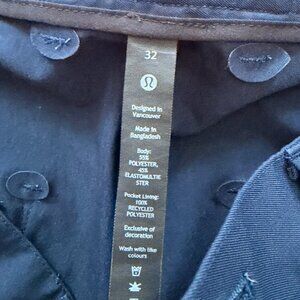 32
Designed in
Vancouver
Made in
Bangladesh
Body:
55%
POLYESTER,
45%
ELASTOMULTIE
STER
Pocket Lining:
100%
RECYCLED
POLYESTER
Exclusive of
decoration
Wash with like
colours